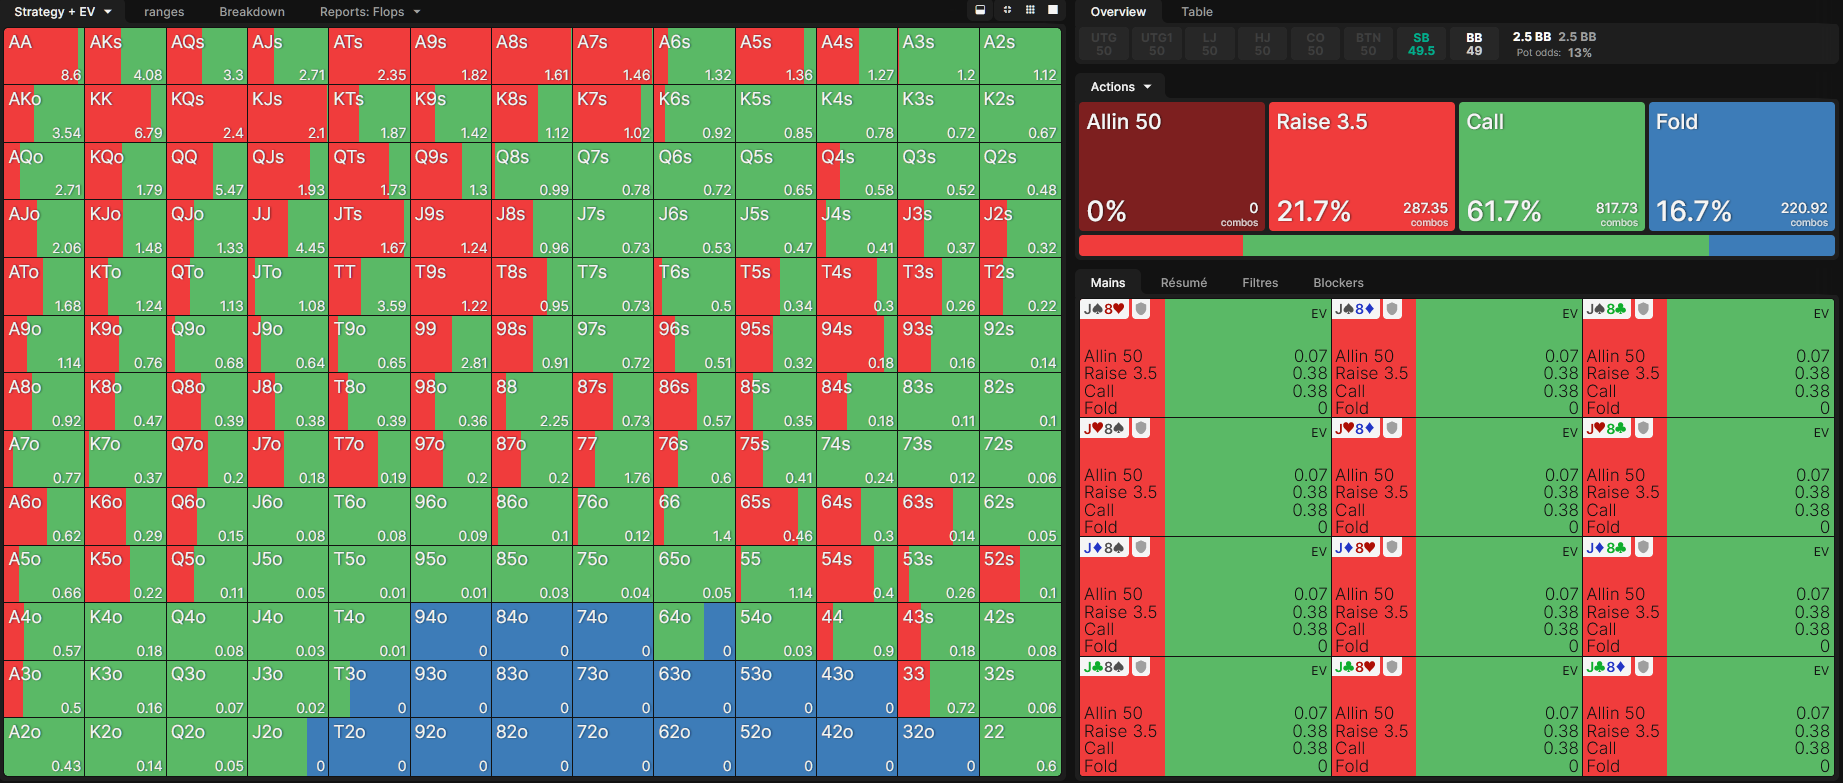 Strategy + EV ranges Breakdown Reports: Flops
AA AKs AQs AJs ATs A9s A8s A7s A6s A5s A4s A3s A2s
8.6 4.08 3.3 2.71 2.35 1.82 1.61 1.46 1.32 1.36 1.27 1.2 1.12
AKo KK KQs KJs KTs K9s K8s K7s K6s K5s K4s K3s K2s
3.54 6.79 2.4 2.1 1.87 1.42 1.12 1.02 0.92 0.85 0.78 0.72 0.67
AQo KQo QQ QJs QTs Q9s Q8s Q7s Q6s Q5s Q4s Q3s Q2s
2.71 1.79 5.47 1.93 1.73 1.3 0.99 0.78 0.72 0.65 0.58 0.52 0.48
AJo KJo QJo JJ JTs J9s J8s J7s J6s J5s J4s J3s J2s
2.06 1.48 1.33 4.45 1.67 1.24 0.96 0.73 0.53 0.47 0.41 0.37 0.32
ATo KTo QTo JTo TT T9s T8s T7s T6s T5s T4s T3s T2s
1.68 1.24 1.13 1.08 3.59 1.22 0.95 0.73 0.5 0.34 0.3 0.26 0.22
A9o K9o Q9o J9o T9o 99 98s 97s 96s 95s 94s 93s 92s
1.14 0.76 0.68 0.64 0.65 2.81 0.91 0.72 0.51 0.32 0.18 0.16 0.14
A8o K8o Q8o J8o T8o 98o 88 87s 86s 85s 84s 83s 82s
0.92 0.47 0.39 0.38 0.39 0.36 2.25 0.73 0.57 0.35 0.18 0.11 0.1
A7o K7o Q7o J7o T7o 97o 87o 77 76s 75s 74s 73s 72s
0.77 0.37 0.2 0.18 0.19 0.2 0.2 1.76 0.6 0.41 0.24 0.12 0.06
A6o K6o Q6o J6o T6o 96o 86o 76o 66 65s 64s 63s 62s
0.62 0.29 0.15 0.08 0.08 0.09 0.1 0.12 1.4 0.46 0.3 0.14 0.05
A5o K5o Q5o J5o T5o 95o 85o 75o 65o 55 54s 53s 52s
0.66 0.22 0.11 0.05 0.01 0.01 0.03 0.04 0.05 1.14 0.4 0.26 0.1
A4o K4o Q4o J4o T4o 94o 84o 74o 64o 54o 44 43s 42s
0.57 0.18 0.08 0.03 0.01 0 0 0 0 0.03 0.9 0.18 0.08
A3o K3o Q3o J3o T3o 93o 83o 73o 63o 53o 43o 33 32s
0.5 0.16 0.07 0.02 0 0 0 0 0 0 0 0.72 0.06
A2o K2o Q2o J2o T2o 92o 82o 72o 62o 52o 42o 32o 22
0.43 0.14 0.05 0 0 0 0 0 0 0 0 0 0.6
Overview Table
UTG UTG1 LJ HJ CO BTN SB BB 2.5 BB 2.5 BB
50 50 50 50 50 50 49.5 49 Pot odds: 13%
Actions
Allin 50 Raise 3.5 Call Fold
0% 0 combos 21.7% 287.35 combos 61.7% 817.73 combos 16.7% 220.92 combos
Mains Résumé Filtres Blockers
J♠8♥ EV J♠8♦ EV J♠8♣ EV
Allin 50 0.07 Allin 50 0.07 Allin 50 0.07
Raise 3.5 0.38 Raise 3.5 0.38 Raise 3.5 0.38
Call 0.38 Call 0.38 Call 0.38
Fold 0 Fold 0 Fold 0
J♥8♠ EV J♥8♦ EV J♥8♣ EV
Allin 50 0.07 Allin 50 0.07 Allin 50 0.07
Raise 3.5 0.38 Raise 3.5 0.38 Raise 3.5 0.38
Call 0.38 Call 0.38 Call 0.38
Fold 0 Fold 0 Fold 0
J♦8♠ EV J♦8♥ EV J♦8♣ EV
Allin 50 0.07 Allin 50 0.07 Allin 50 0.07
Raise 3.5 0.38 Raise 3.5 0.38 Raise 3.5 0.38
Call 0.38 Call 0.38 Call 0.38
Fold 0 Fold 0 Fold 0
J♣8♠ EV J♣8♥ EV J♣8♦ EV
Allin 50 0.07 Allin 50 0.07 Allin 50 0.07
Raise 3.5 0.38 Raise 3.5 0.38 Raise 3.5 0.38
Call 0.38 Call 0.38 Call 0.38
Fold 0 Fold 0 Fold 0